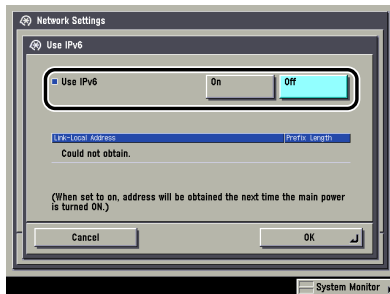 Network Settings
Use IPv6
Use IPv6 On Off
Link-Local Address Prefix Length
Could not obtain.
(When set to on, address will be obtained the next time the main power
is turned ON.)
Cancel OK
System Monitor